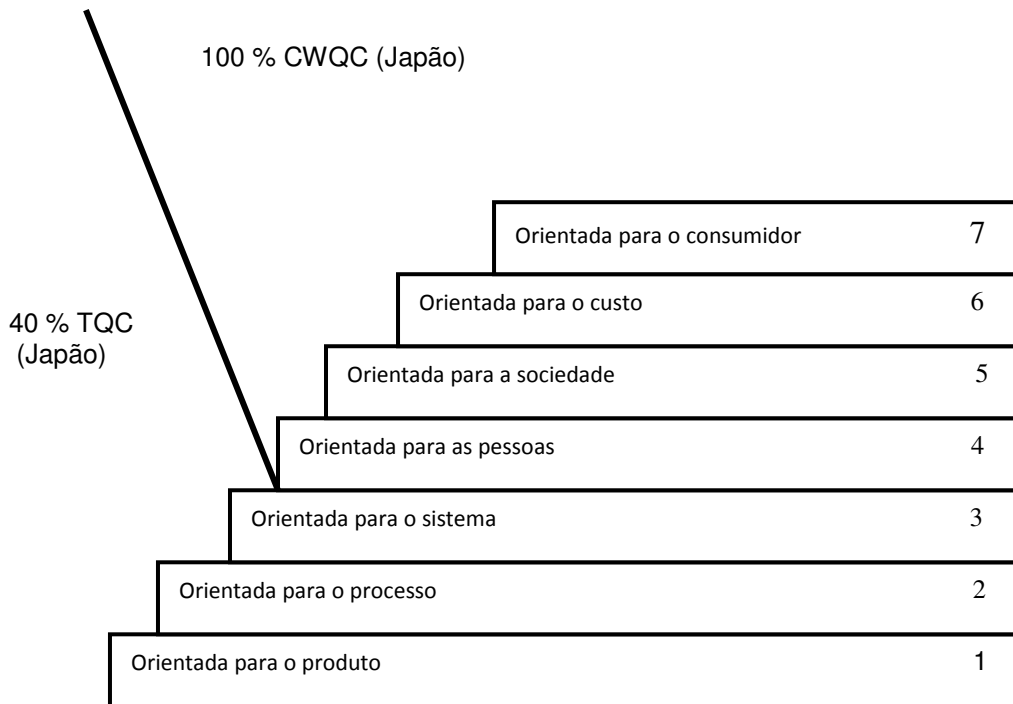 100 % CWQC (Japão)
Orientada para o consumidor 7
Orientada para o custo 6
40 % TQC
(Japão)
Orientada para a sociedade 5
Orientada para as pessoas 4
Orientada para o sistema 3
Orientada para o processo 2
Orientada para o produto 1